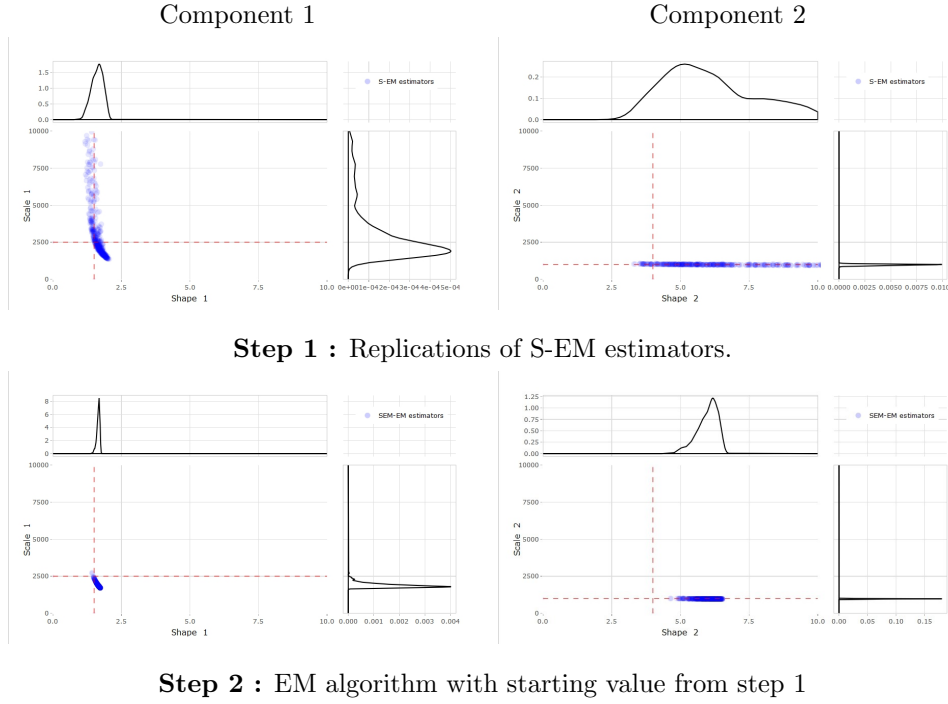 Component 1
Component 2
1.5
1.0
0.5
0.0
S-EM estimators
10000
7500
5000
2500
0
Scale 1
0.0
2.5
5.0
7.5
10.0
Shape 1
0e+001e-042e-043e-044e-045e-04
0.2
0.1
0.0
S-EM estimators
10000
7500
5000
2500
0
Scale 2
0.0
2.5
5.0
7.5
10.0
Shape 2
0.0000 0.0025 0.0050 0.0075 0.010
Step 1 : Replications of S-EM estimators.
8
6
4
2
0
SEM-EM estimators
10000
7500
5000
2500
0
Scale 1
0.0
2.5
5.0
7.5
10.0
Shape 1
0.000 0.001 0.002 0.003 0.004
1.25
1.00
0.75
0.50
0.25
0.00
SEM-EM estimators
10000
7500
5000
2500
0
Scale 2
0.0
2.5
5.0
7.5
10.0
Shape 2
0.00 0.05 0.10 0.15
Step 2 : EM algorithm with starting value from step 1